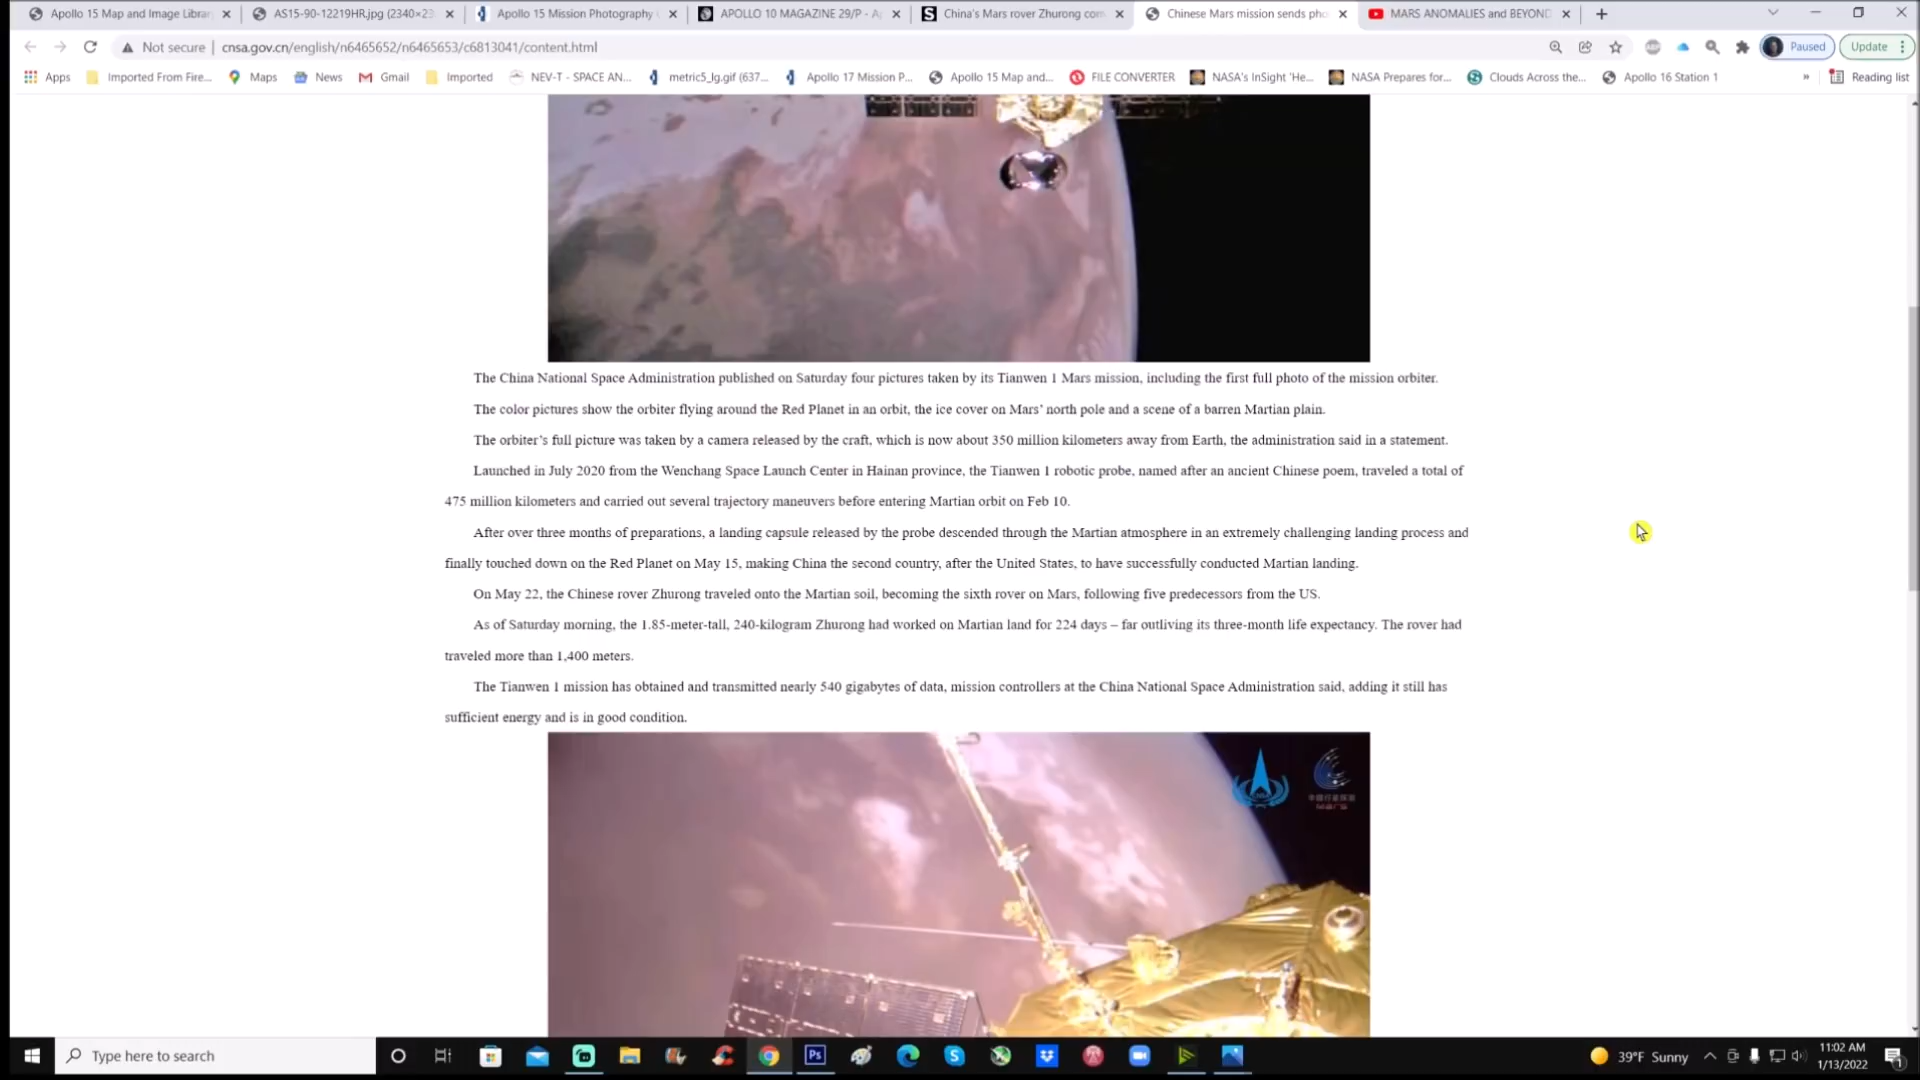 Apollo 15 Map and Image Librar
AS15-90-12219HR.jpg (2340×23
Apollo 15 Mission Photography
APOLLO 10 MAGAZINE 29/P - A
China's Mars rover Zhurong com
Chinese Mars mission sends pho
MARS ANOMALIES and BEYOND
Not secure | cnsa.gov.cn/english/n6465652/n6465653/c6813041/content.html
Paused
Update
Apps
Imported From Fire...
Maps
News
Gmail
Imported
NEV-T - SPACE AN...
metric5_lg.gif (637...
Apollo 17 Mission P...
Apollo 15 Map and...
FILE CONVERTER
NASA's InSight 'He...
NASA Prepares for...
Clouds Across the...
Apollo 16 Station 1
»
Reading list
The China National Space Administration published on Saturday four pictures taken by its Tianwen 1 Mars mission, including the first full photo of the mission orbiter.
The color pictures show the orbiter flying around the Red Planet in an orbit, the ice cover on Mars' north pole and a scene of a barren Martian plain.
The orbiter's full picture was taken by a camera released by the craft, which is now about 350 million kilometers away from Earth, the administration said in a statement.
Launched in July 2020 from the Wenchang Space Launch Center in Hainan province, the Tianwen 1 robotic probe, named after an ancient Chinese poem, traveled a total of
475 million kilometers and carried out several trajectory maneuvers before entering Martian orbit on Feb 10.
After over three months of preparations, a landing capsule released by the probe descended through the Martian atmosphere in an extremely challenging landing process and
finally touched down on the Red Planet on May 15, making China the second country, after the United States, to have successfully conducted Martian landing.
On May 22, the Chinese rover Zhurong traveled onto the Martian soil, becoming the sixth rover on Mars, following five predecessors from the US.
As of Saturday morning, the 1.85-meter-tall, 240-kilogram Zhurong had worked on Martian land for 224 days – far outliving its three-month life expectancy. The rover had
traveled more than 1,400 meters.
The Tianwen 1 mission has obtained and transmitted nearly 540 gigabytes of data, mission controllers at the China National Space Administration said, adding it still has
sufficient energy and is in good condition.
Type here to search
Ps
39°F Sunny
11:02 AM
1/13/2022